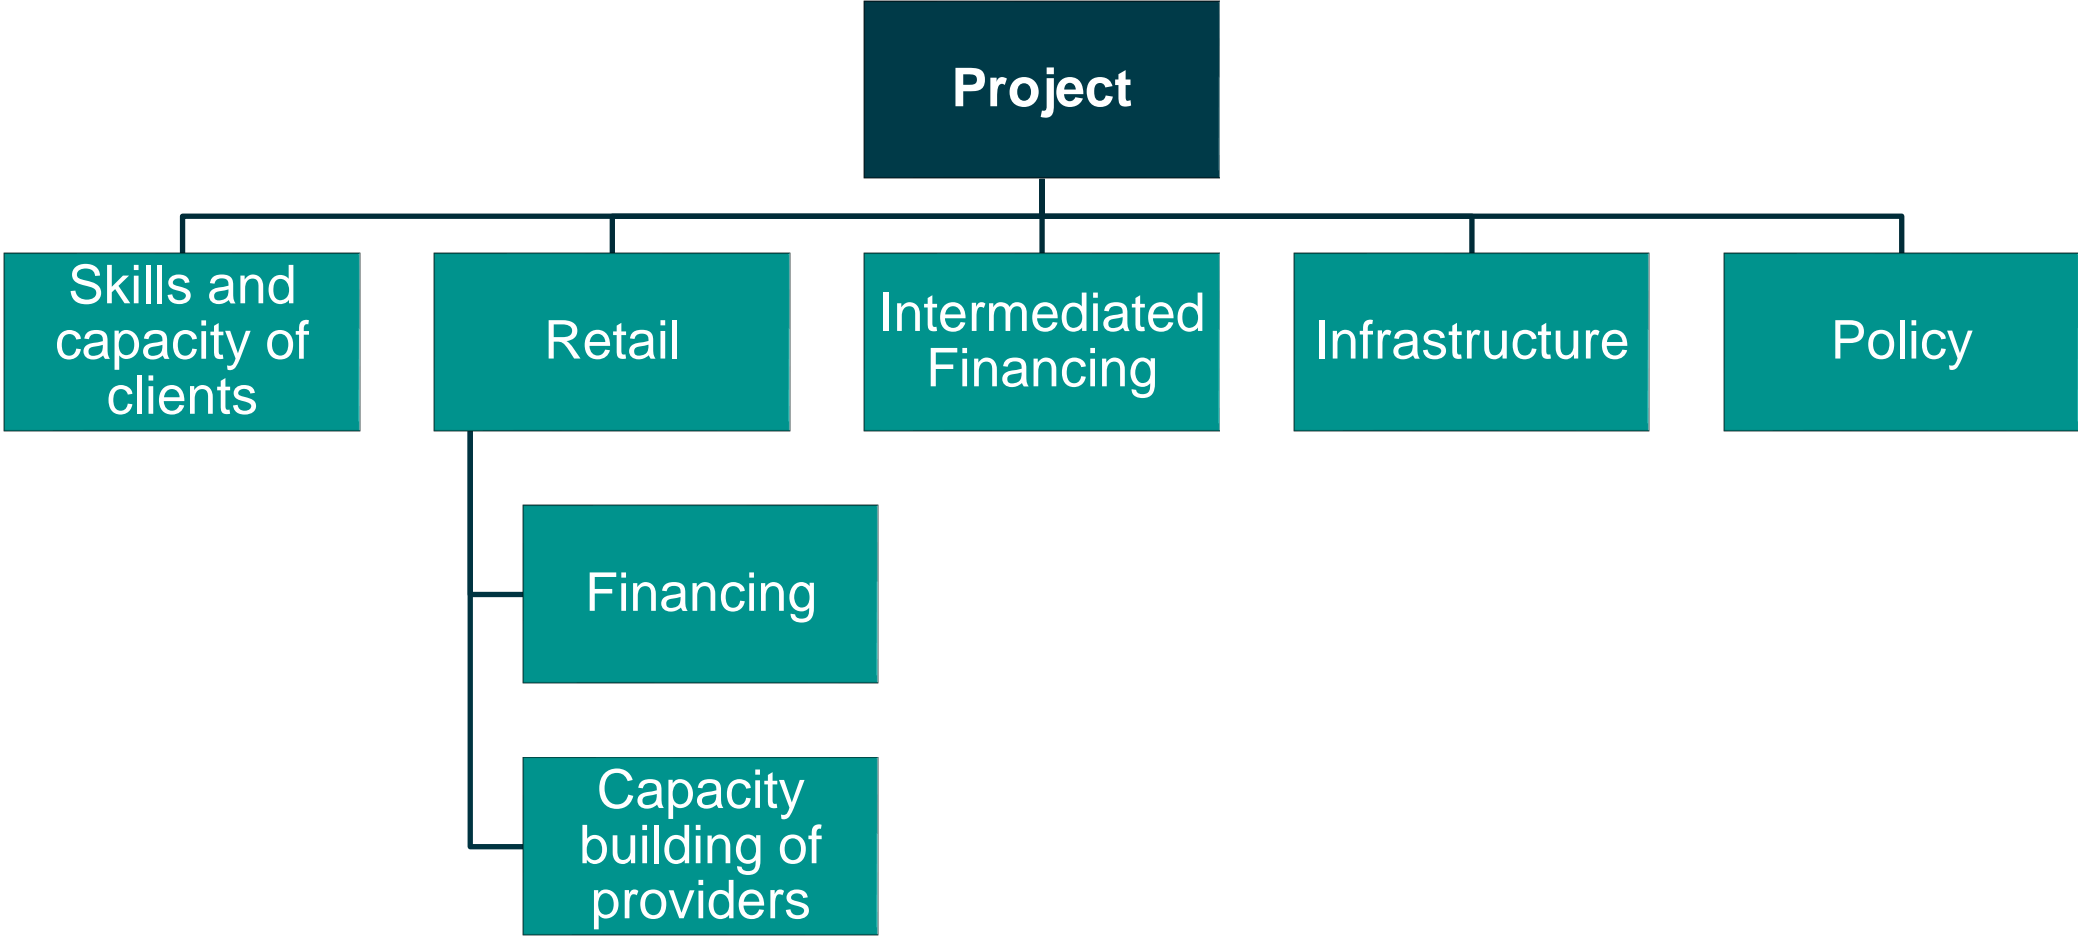 Project
Skills and
capacity of
clients
Retail
Intermediated
Financing
Infrastructure
Policy
Financing
Capacity
building of
providers